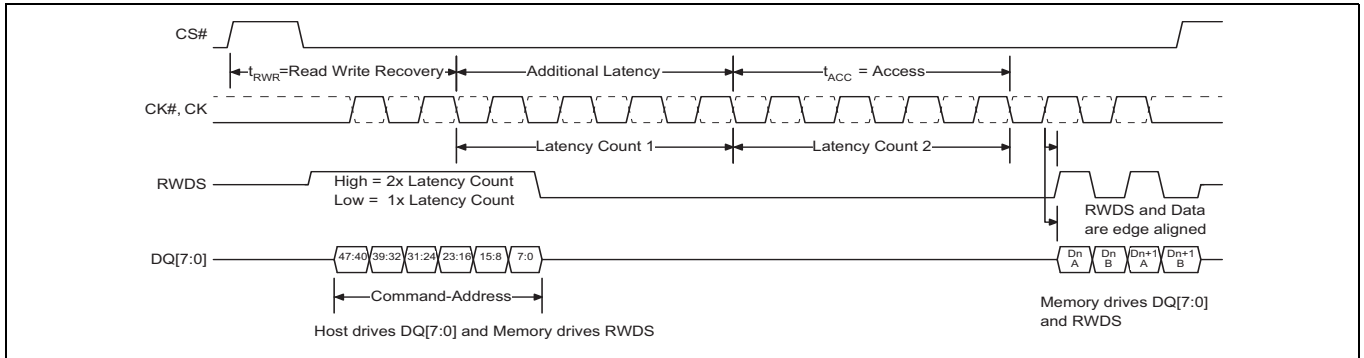 CS#
tRWR=Read Write Recovery
Additional Latency
tACC = Access
CK#, CK
Latency Count 1
Latency Count 2
RWDS
High = 2x Latency Count
Low = 1x Latency Count
RWDS and Data
are edge aligned
DQ[7:0]
47:40 39:32 31:24 23:16 15:8 7:0
Dn A
Dn B
Dn+1 A
Dn+1 B
Command-Address
Host drives DQ[7:0] and Memory drives RWDS
Memory drives DQ[7:0]
and RWDS